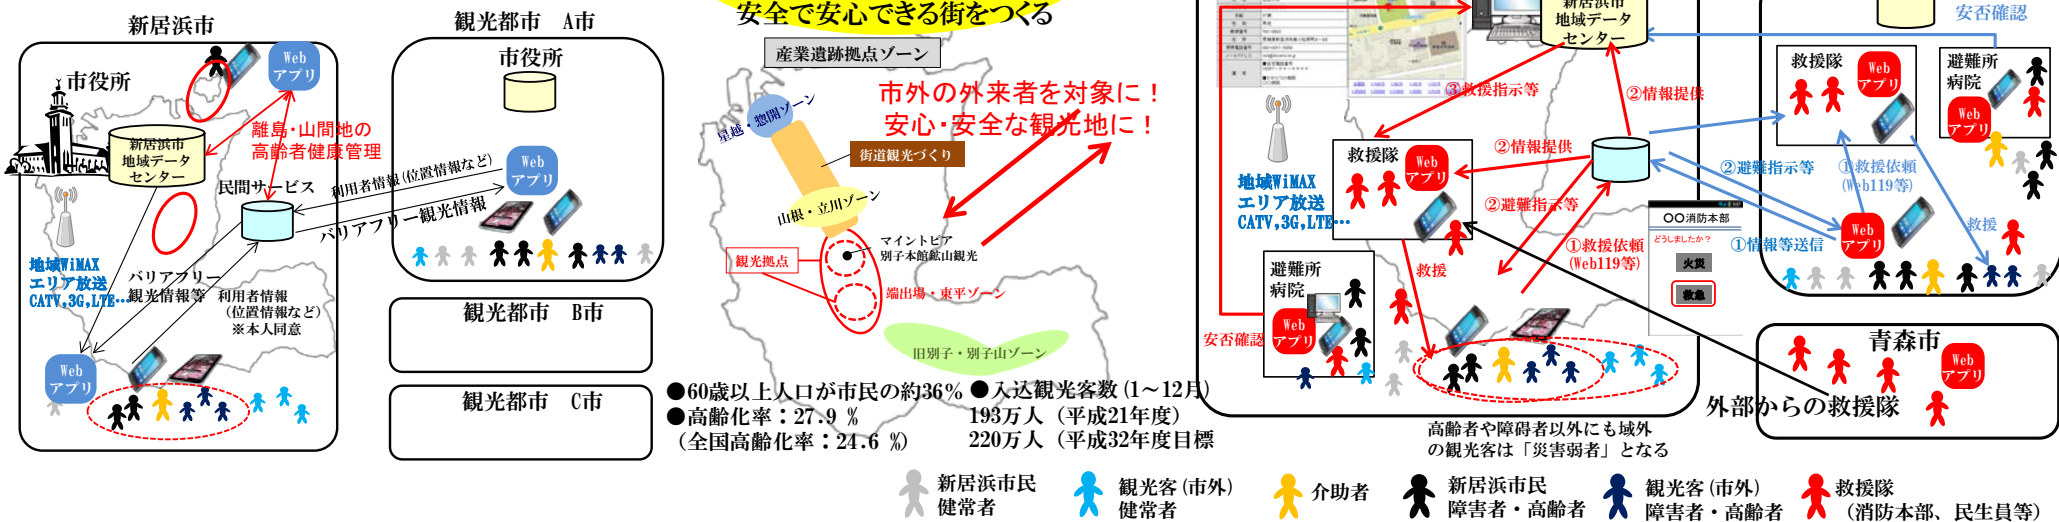 新居浜市
市役所
Web
アプリ
新居浜市
地域データ
センター
離島・山間地の
高齢者健康管理
民間サービス
地域WiMAX
エリア放送
CATV,3G,LTE…
バリアフリー
観光情報等
利用者情報
(位置情報など)
※本人同意
Web
アプリ
利用者情報(位置情報など)
バリアフリー観光情報
観光都市 A市
市役所
Web
アプリ
観光都市 B市
観光都市 C市
安全で安心できる街をつくる
産業遺跡拠点ゾーン
市外の外来者を対象に！
安心・安全な観光地に！
星越・惣開ゾーン
街道観光づくり
山根・立川ゾーン
マイントピア
別子本館鉱山観光
観光拠点
端出場・東平ゾーン
旧別子・別子山ゾーン
●60歳以上人口が市民の約36%
●高齢化率：27.9 %
(全国高齢化率：24.6 %)
●入込観光客数(1〜12月)
193万人（平成21年度）
220万人（平成32年度目標
新居浜市
地域データ
センター
③救援指示等
②情報提供
地域WiMAX
エリア放送
CATV,3G,LTE…
救援隊
Web
アプリ
②情報提供
②避難指示等
①救援依頼
(Web119等)
救援
避難所
病院
Web
アプリ
安否確認
〇〇消防本部
どうしましたか？
火災
救急
高齢者や障碍者以外にも域外
の観光客は「災害弱者」となる
安否確認
救援隊
Web
アプリ
避難所
病院
Web
アプリ
②避難指示等
①救援依頼
(Web119等)
①情報等送信
Web
アプリ
救援
青森市
Web
アプリ
外部からの救援隊
新居浜市民
健常者
観光客(市外)
健常者
介助者
新居浜市民
障害者・高齢者
観光客(市外)
障害者・高齢者
救援隊
（消防本部、民生員等）